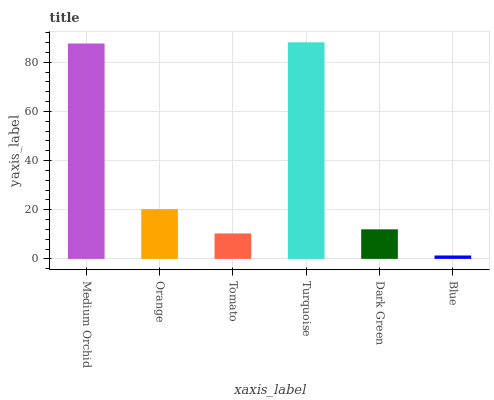 title
yaxis_label
80
60
40
20
0
Medium Orchid
Orange
Tomato
Turquoise
Dark Green
Blue
xaxis_label